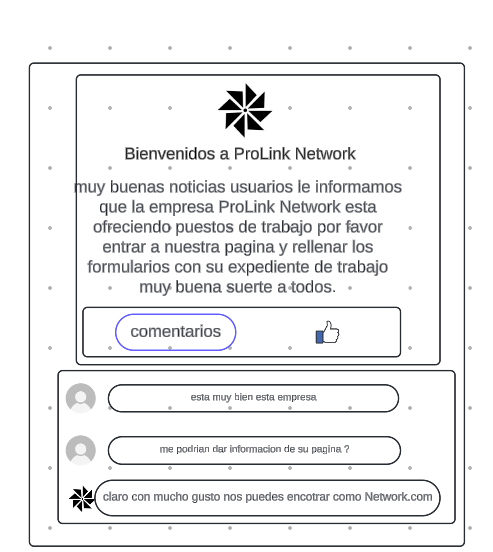 Bienvenidos a ProLink Network
muy buenas noticias usuarios le informamos
que la empresa ProLink Network esta
ofreciendo puestos de trabajo por favor
entrar a nuestra pagina y rellenar los
formularios con su expediente de trabajo
muy buena suerte a todos.
comentarios
esta muy bien esta empresa
me podrian dar informacion de su pagina ?
claro con mucho gusto nos puedes encotrar como Network.com